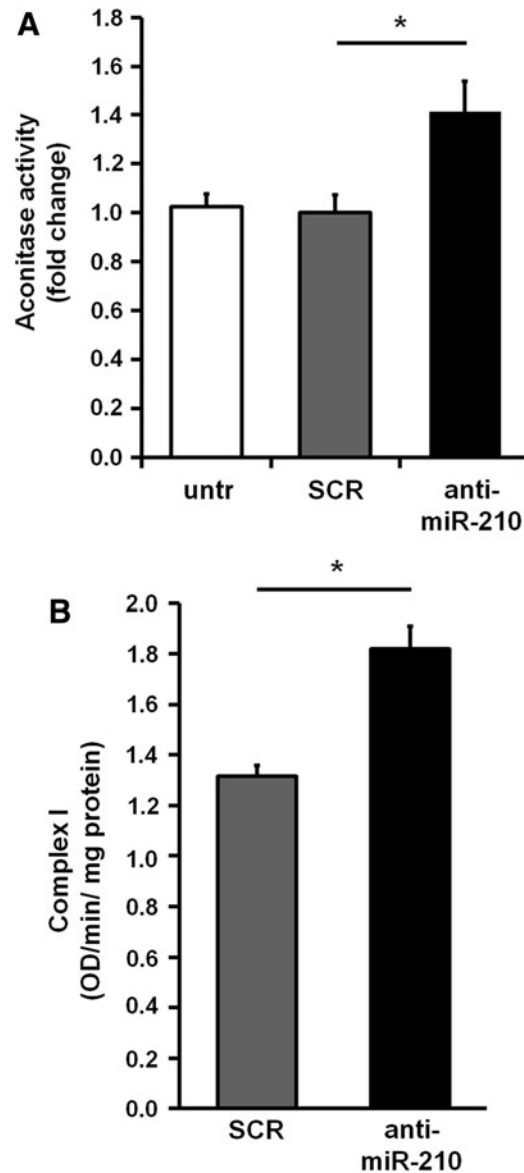 A
Aconitase activity
(fold change)
1.8
1.6
1.4
1.2
1.0
0.8
0.6
0.4
0.2
0.0
*
untr
SCR
anti-
miR-210
B
Complex I
(OD/min/ mg protein)
2.0
1.8
1.6
1.4
1.2
1.0
0.8
0.6
0.4
0.2
0.0
*
SCR
anti-
miR-210